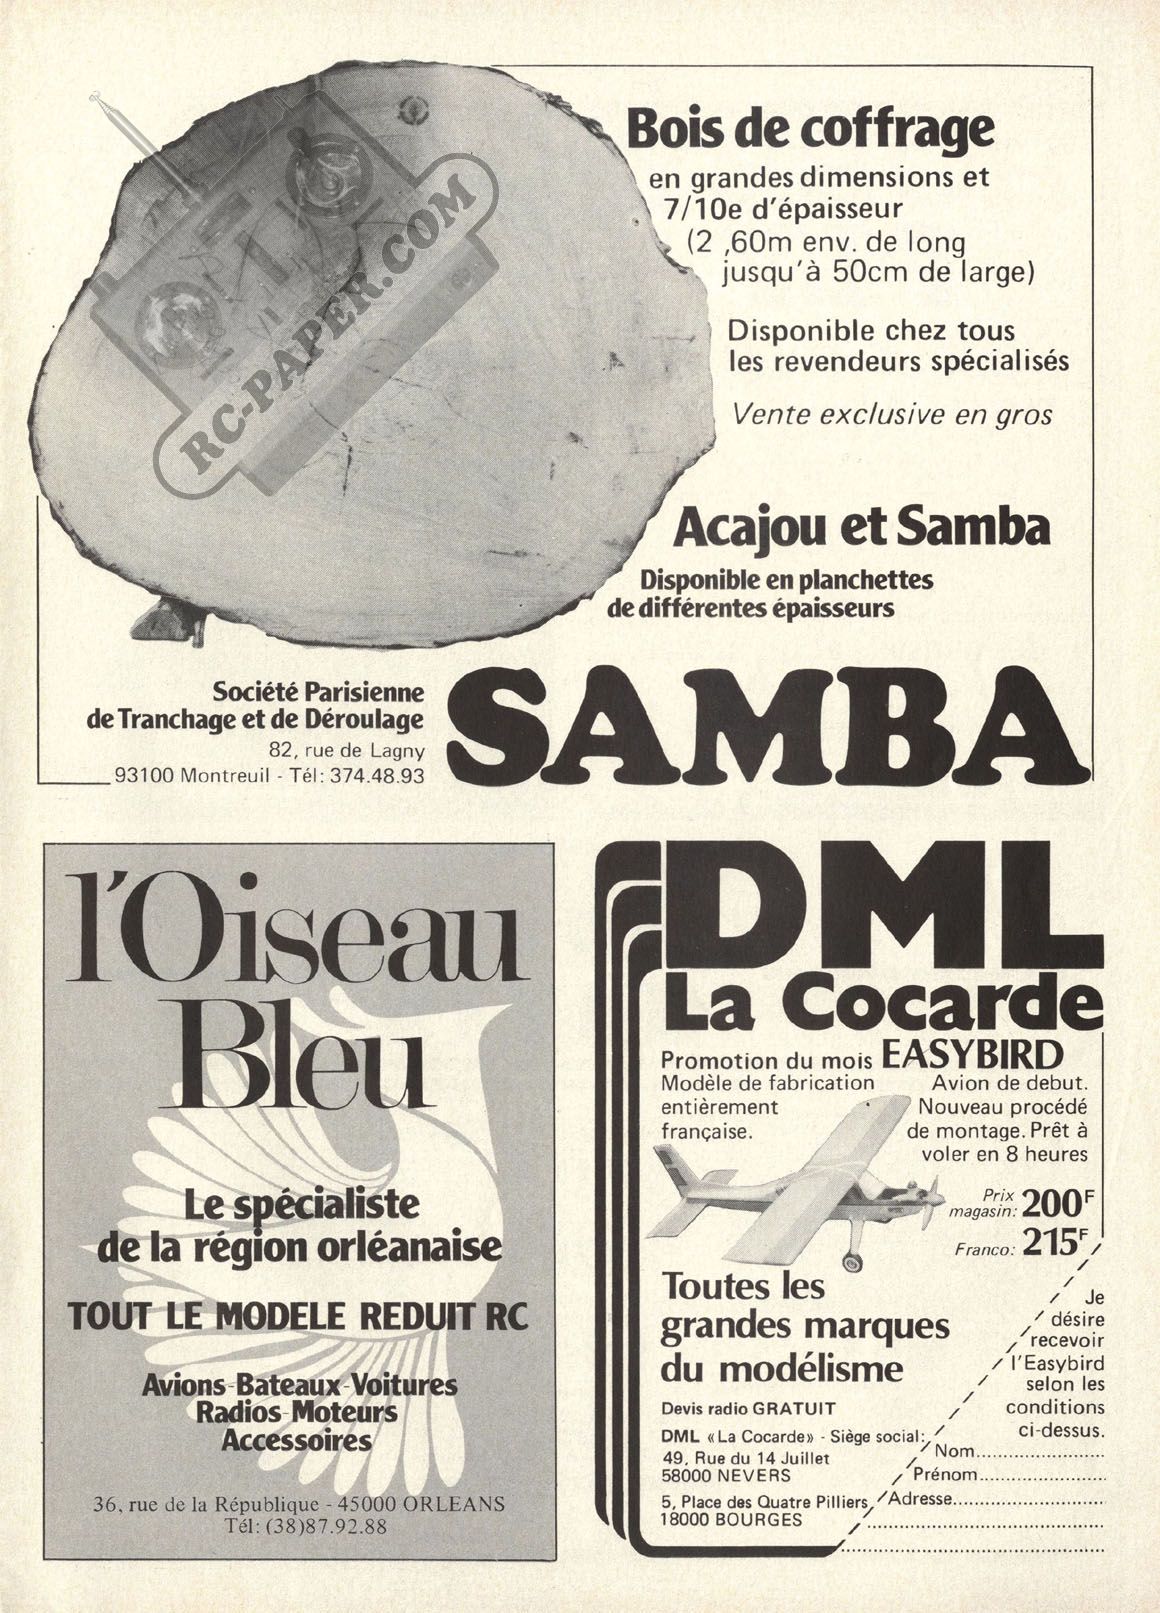 Bois de coffrage
en grandes dimensions et
7/10e d'épaisseur
(2 ,60m env. de long
jusqu'à 50cm de large)
Disponible chez tous
les revendeurs spécialisés
Vente exclusive en gros
RC-PAPER.COM
Acajou et Samba
Disponible en planchettes
de différentes épaisseurs
Société Parisienne
de Tranchage et de Déroulage
82, rue de Lagny
93100 Montreuil - Tél: 374.48.93
SAMBA
l'Oiseau
Bleu
Le spécialiste
de la région orléanaise
TOUT LE MODELE REDUIT RC
Avions-Bateaux-Voitures
Radios-Moteurs
Accessoires
36, rue de la République - 45000 ORLEANS
Tél: (38)87.92.88
DML
La Cocarde
Promotion du mois EASYBIRD
Modèle de fabrication
entièrement
française.
Avion de debut.
Nouveau procédé
de montage. Prêt à
voler en 8 heures
Prix
magasin: 200F
Franco: 215F
Toutes les
grandes marques
du modélisme
Devis radio GRATUIT
DML «La Cocarde» - Siège social:
49, Rue du 14 Juillet
58000 NEVERS
5, Place des Quatre Pilliers
18000 BOURGES
Je
désire
recevoir
l'Easybird
selon les
conditions
ci-dessus.
Nom
Prénom
Adresse